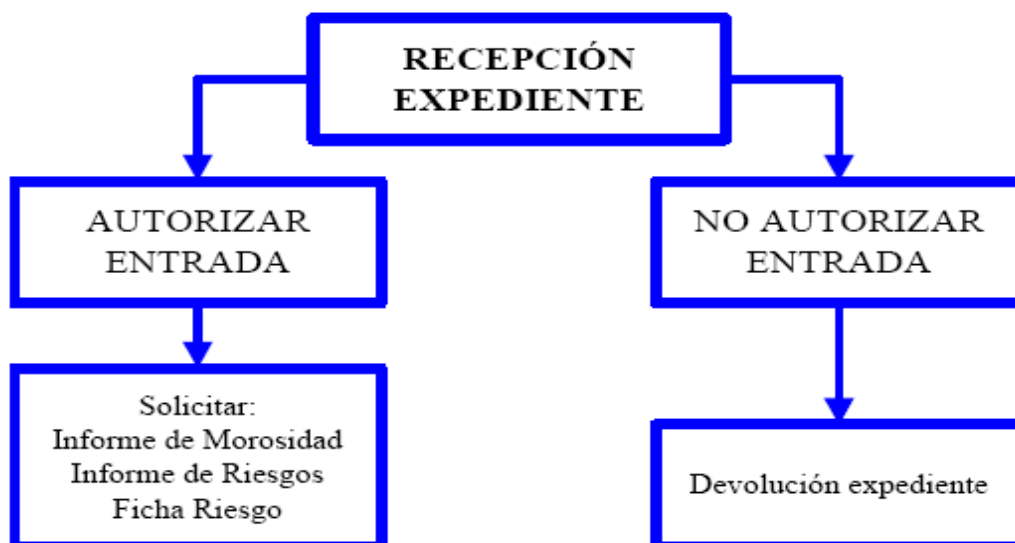 RECEPCIÓN
EXPEDIENTE
AUTORIZAR
ENTRADA
NO AUTORIZAR
ENTRADA
Solicitar:
Informe de Morosidad
Informe de Riesgos
Ficha Riesgo
Devolución expediente